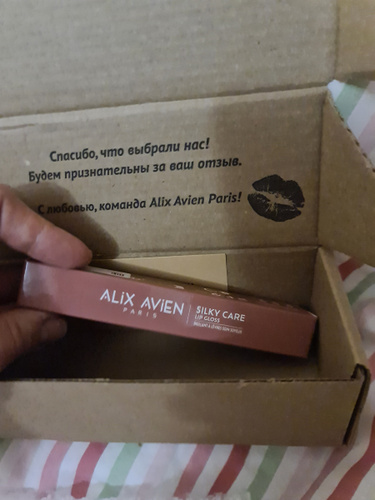 Спасибо, что выбрали нас!
Будем признательны за ваш отзыв.
С любовью, команда Alix Avien Paris!
ALiX AViEN
PARIS
SILKY CARE
LIP GLOSS